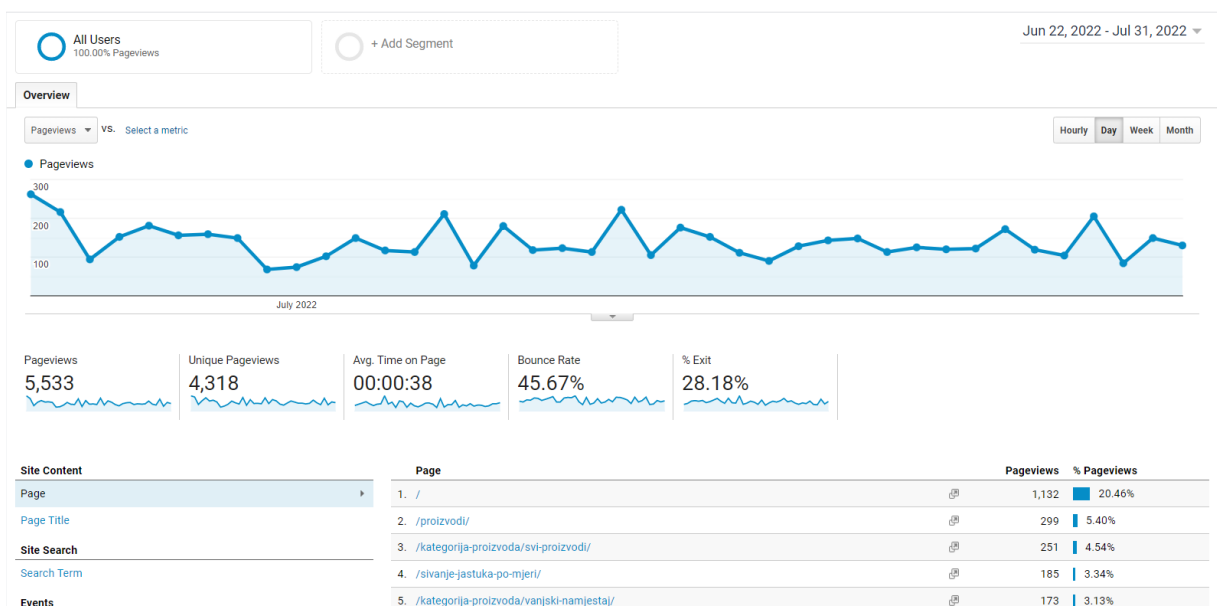 All Users
100.00% Pageviews
+ Add Segment
Jun 22, 2022 - Jul 31, 2022
Overview
Pageviews VS. Select a metric
Hourly Day Week Month
Pageviews
300
200
100
July 2022
Pageviews Unique Pageviews Avg. Time on Page Bounce Rate % Exit
5,533 4,318 00:00:38 45.67% 28.18%
Site Content
Page
Page Title
Site Search
Search Term
Events
Page Pageviews % Pageviews
1. / 1,132 20.46%
2. /proizvodi/ 299 5.40%
3. /kategorija-proizvoda/svi-proizvodi/ 251 4.54%
4. /sivanje-jastuka-po-mjeri/ 185 3.34%
5. /kategorija-proizvoda/vanjski-namjestaj/ 173 3.13%